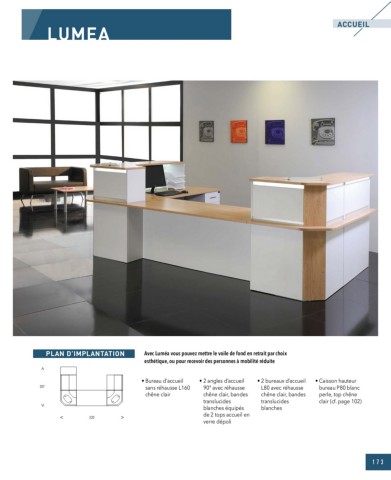 LUMEA
ACCUEIL
PLAN D'IMPLANTATION
Avec Luméa vous pouvez mettre le voile de fond en retrait par choix
esthétique, ou pour recevoir des personnes à mobilité réduite
• Bureau d'accueil
sans réhausse L160
chêne clair
• 2 angles d'accueil
90° avec réhausse
chêne clair, bandes
translucides
blanches équipés
de 2 tops accueil en
verre dépoli
• 2 bureaux d'accueil
L80 avec réhausse
chêne clair, bandes
translucides
blanches
• Caisson hauteur
bureau P80 blanc
perle, top chêne
clair (cf. page 102)
173